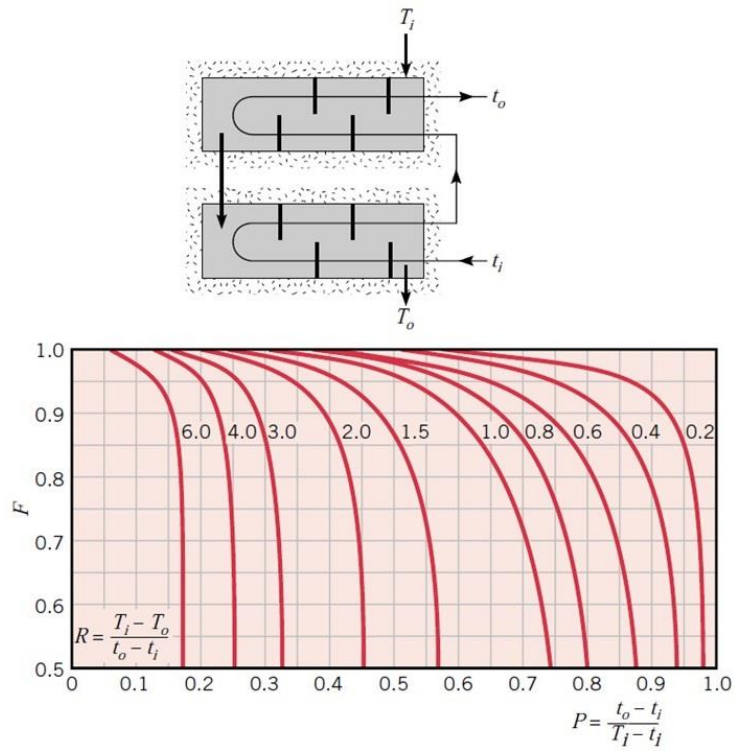 T_i
t_o
t_i
T_o
1.0
0.9
6.0 4.0 3.0 2.0 1.5 1.0 0.8 0.6 0.4 0.2
0.8
F
0.7
0.6
R = (T_i − T_o)/(t_o − t_i)
0.5
0 0.1 0.2 0.3 0.4 0.5 0.6 0.7 0.8 0.9 1.0
P = (t_o − t_i)/(T_i − t_i)